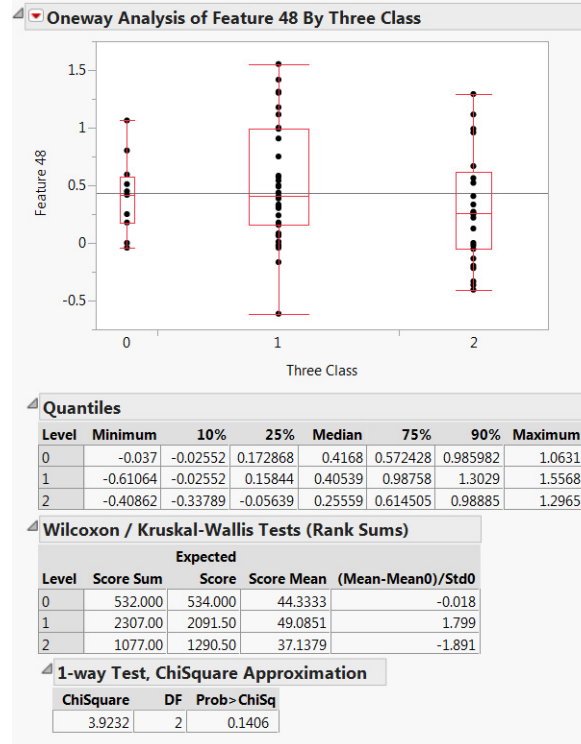 Oneway Analysis of Feature 48 By Three Class
1.5
1
0.5
0
-0.5
Feature 48
0 1 2
Three Class
Quantiles
Level Minimum 10% 25% Median 75% 90% Maximum
0 -0.037 -0.02552 0.172868 0.4168 0.572428 0.985982 1.0631
1 -0.61064 -0.02552 0.15844 0.40539 0.98758 1.3029 1.5568
2 -0.40862 -0.33789 -0.05639 0.25559 0.614505 0.98885 1.2965
Wilcoxon / Kruskal-Wallis Tests (Rank Sums)
Expected
Level Score Sum Score Score Mean (Mean-Mean0)/Std0
0 532.000 534.000 44.3333 -0.018
1 2307.00 2091.50 49.0851 1.799
2 1077.00 1290.50 37.1379 -1.891
1-way Test, ChiSquare Approximation
ChiSquare DF Prob>ChiSq
3.9232 2 0.1406